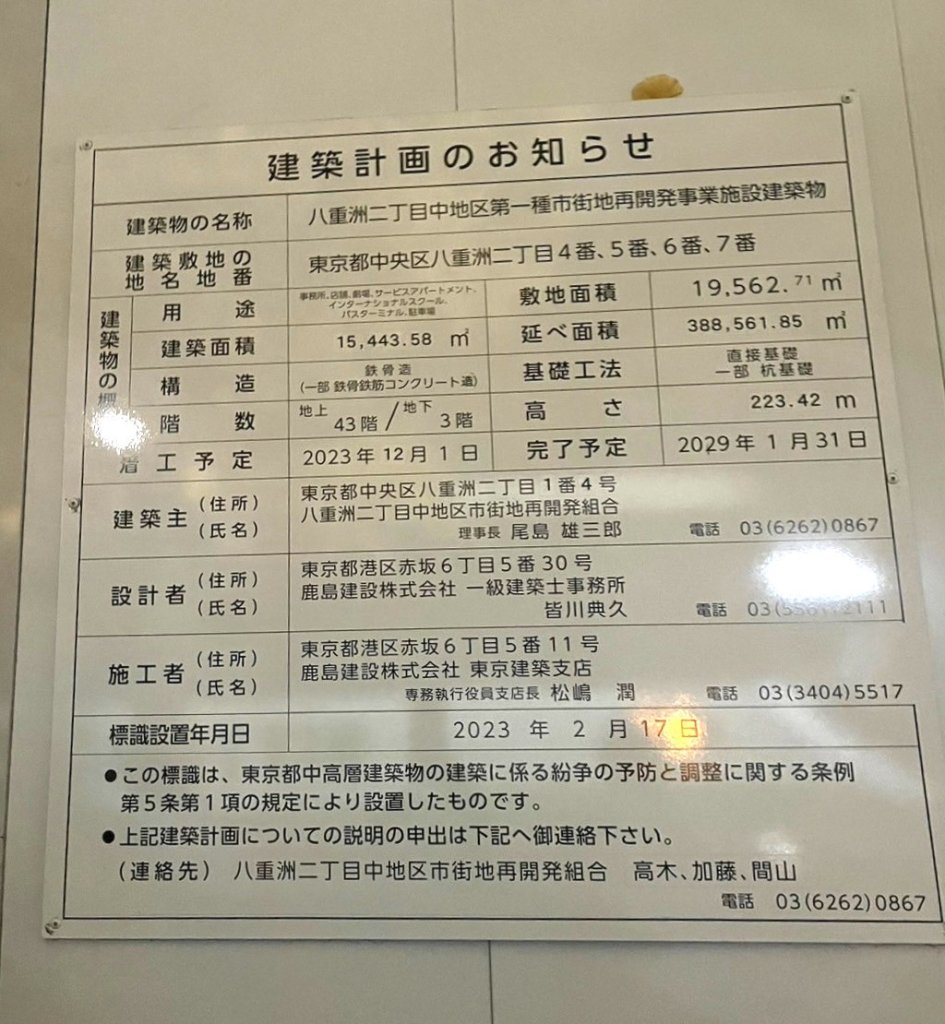 建築計画のお知らせ
建築物の名称 八重洲二丁目中地区第一種市街地再開発事業施設建築物
建築敷地の地名地番 東京都中央区八重洲二丁目4番、5番、6番、7番
建築物の
用途 事務所、店舗、劇場、サービスアパートメント、
インターナショナルスクール、
バスターミナル、駐車場
敷地面積 19,562.71㎡
建築面積 15,443.58 ㎡ 延べ面積 388,561.85 ㎡
構造 鉄骨造
(一部 鉄骨鉄筋コンクリート造)
基礎工法 直接基礎
一部 杭基礎
階数 地上43階/地下3階 高さ 223.42 m
着工予定 2023年12月1日 完了予定 2029年1月31日
建築主 (住所) 東京都中央区八重洲二丁目1番4号
(氏名) 八重洲二丁目中地区市街地再開発組合
理事長 尾島 雄三郎 電話 03(6262)0867
設計者 (住所) 東京都港区赤坂6丁目5番30号
(氏名) 鹿島建設株式会社 一級建築士事務所
皆川典久 電話 03
施工者 (住所) 東京都港区赤坂6丁目5番11号
(氏名) 鹿島建設株式会社 東京建築支店
専務執行役員支店長 松嶋 潤 電話 03(3404)5517
標識設置年月日 2023 年 2 月 17 日
●この標識は、東京都中高層建築物の建築に係る紛争の予防と調整に関する条例
第5条第1項の規定により設置したものです。
●上記建築計画についての説明の申出は下記へ御連絡下さい。
(連絡先) 八重洲二丁目中地区市街地再開発組合 高木、加藤、間山
電話 03(6262)0867